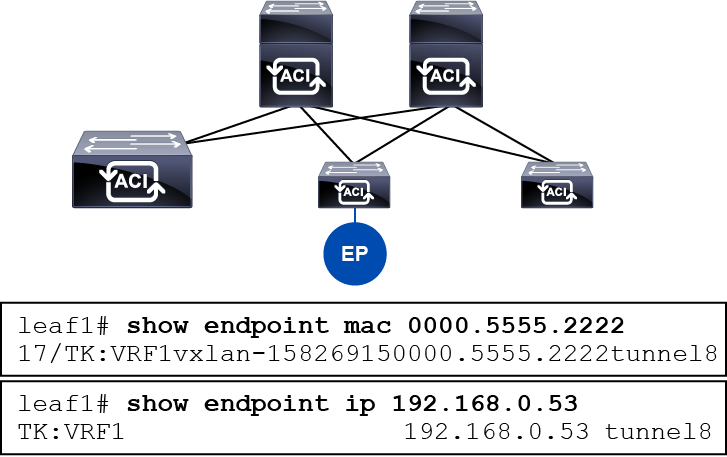 ACI
ACI
ACI
ACI
ACI
EP
leaf1# show endpoint mac 0000.5555.2222
17/TK:VRF1vxlan-158269150000.5555.2222tunnel8
leaf1# show endpoint ip 192.168.0.53
TK:VRF1 192.168.0.53 tunnel8